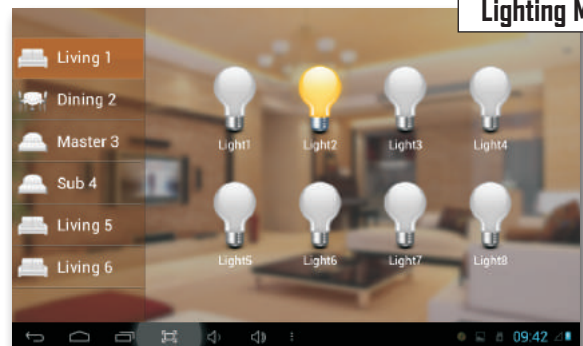 Lighting M
Living 1
Dining 2
Master 3
Sub 4
Living 5
Living 6
Light1
Light2
Light3
Light4
Light5
Light6
Light7
Light8
09:42